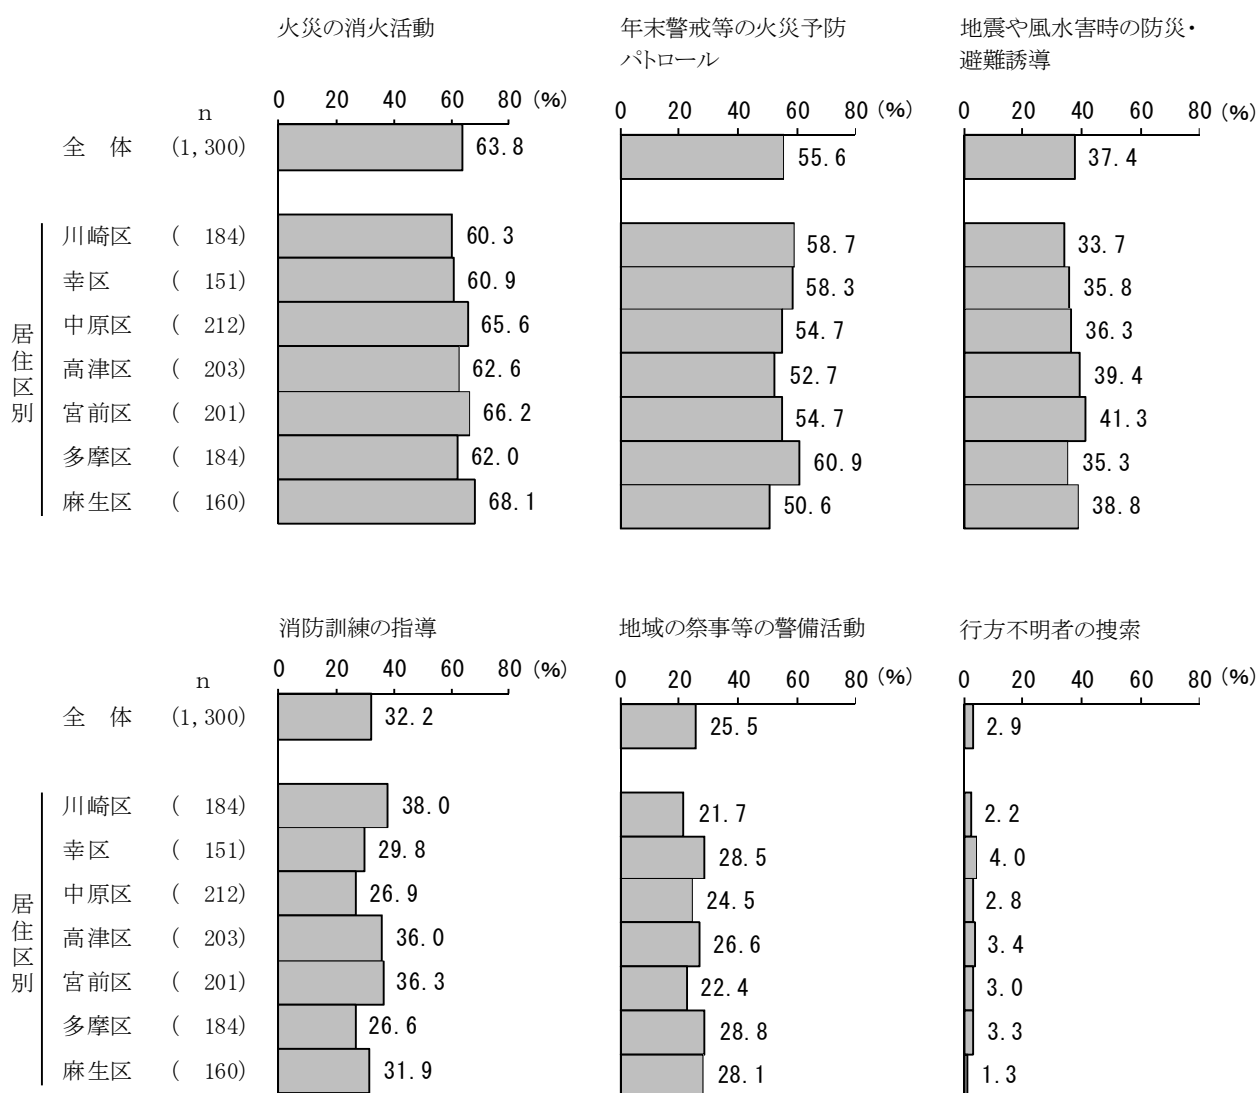 火災の消火活動
年末警戒等の火災予防
パトロール
地震や風水害時の防災・
避難誘導
n
0 20 40 60 80 (%)
0 20 40 60 80 (%)
0 20 40 60 80 (%)
全 体 (1,300) 63.8 55.6 37.4
居住区別
川崎区 ( 184) 60.3 58.7 33.7
幸区 ( 151) 60.9 58.3 35.8
中原区 ( 212) 65.6 54.7 36.3
高津区 ( 203) 62.6 52.7 39.4
宮前区 ( 201) 66.2 54.7 41.3
多摩区 ( 184) 62.0 60.9 35.3
麻生区 ( 160) 68.1 50.6 38.8
消防訓練の指導
地域の祭事等の警備活動
行方不明者の捜索
n
0 20 40 60 80 (%)
0 20 40 60 80 (%)
0 20 40 60 80 (%)
全 体 (1,300) 32.2 25.5 2.9
居住区別
川崎区 ( 184) 38.0 21.7 2.2
幸区 ( 151) 29.8 28.5 4.0
中原区 ( 212) 26.9 24.5 2.8
高津区 ( 203) 36.0 26.6 3.4
宮前区 ( 201) 36.3 22.4 3.0
多摩区 ( 184) 26.6 28.8 3.3
麻生区 ( 160) 31.9 28.1 1.3